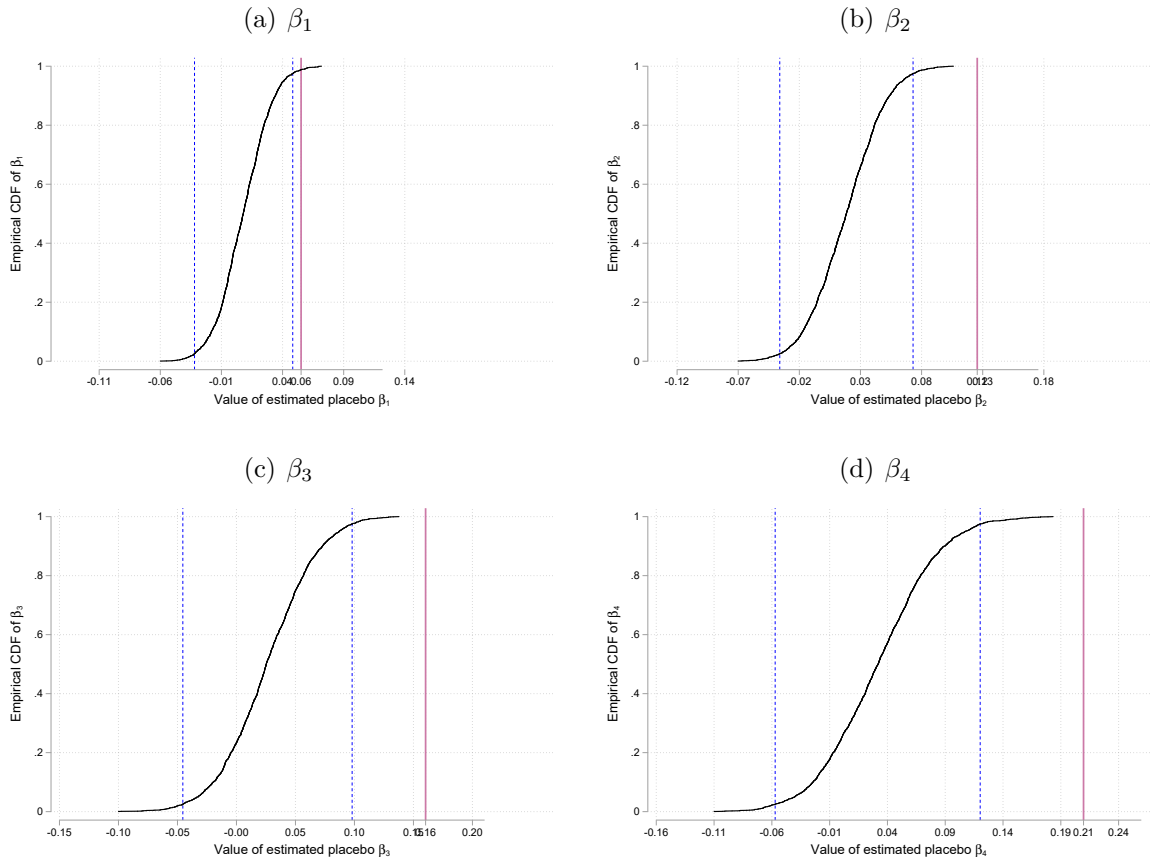 (a) β₁
(b) β₂
Empirical CDF of β₁
1
.8
.6
.4
.2
0
-0.11 -0.06 -0.01 0.04 0.06 0.09 0.14
Value of estimated placebo β₁
Empirical CDF of β₂
1
.8
.6
.4
.2
0
-0.12 -0.07 -0.02 0.03 0.08 0.12 0.13 0.18
Value of estimated placebo β₂
(c) β₃
(d) β₄
Empirical CDF of β₃
1
.8
.6
.4
.2
0
-0.15 -0.10 -0.05 -0.00 0.05 0.10 0.15 0.16 0.20
Value of estimated placebo β₃
Empirical CDF of β₄
1
.8
.6
.4
.2
0
-0.16 -0.11 -0.06 -0.01 0.04 0.09 0.14 0.19 0.21 0.24
Value of estimated placebo β₄